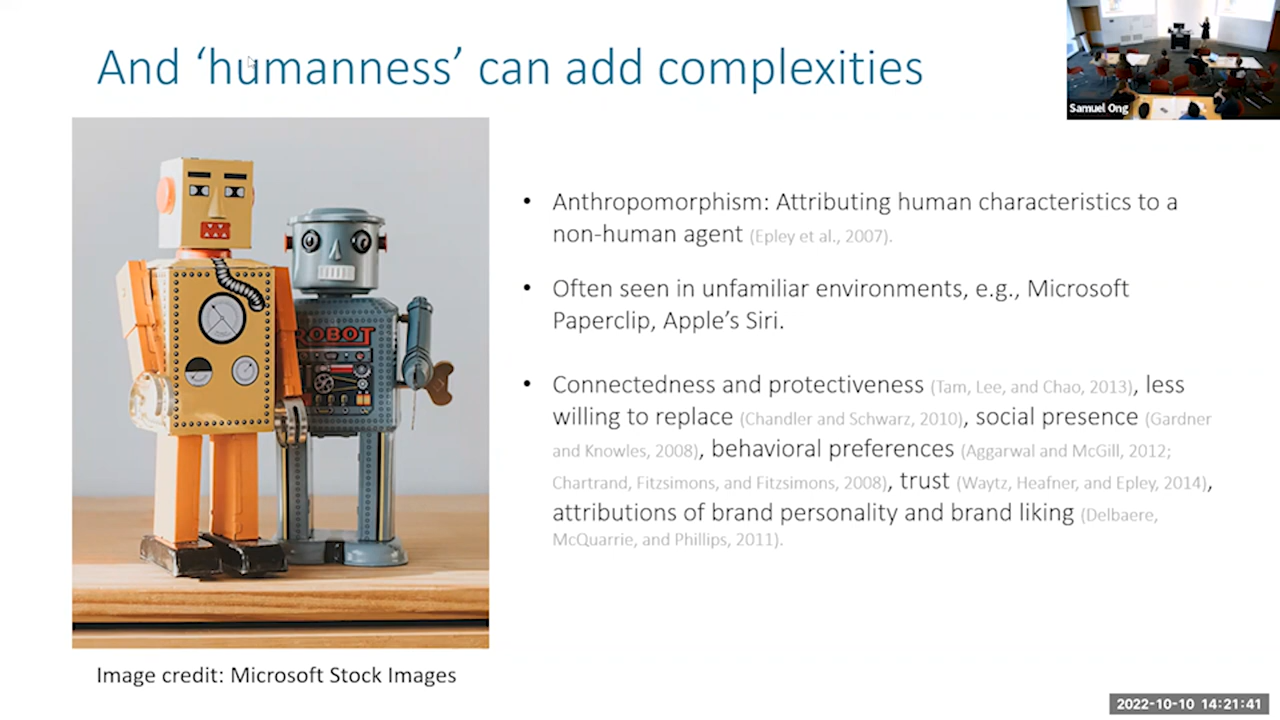 And ‘humanness’ can add complexities
Samuel Ong
ROBOT
• Anthropomorphism: Attributing human characteristics to a
non-human agent (Epley et al., 2007).
• Often seen in unfamiliar environments, e.g., Microsoft
Paperclip, Apple’s Siri.
• Connectedness and protectiveness (Tam, Lee, and Chao, 2013), less
willing to replace (Chandler and Schwarz, 2010), social presence (Gardner
and Knowles, 2008), behavioral preferences (Aggarwal and McGill, 2012;
Chartrand, Fitzsimons, and Fitzsimons, 2008), trust (Waytz, Heafner, and Epley, 2014),
attributions of brand personality and brand liking (Delbaere,
McQuarrie, and Phillips, 2011).
Image credit: Microsoft Stock Images
2022-10-10 14:21:41